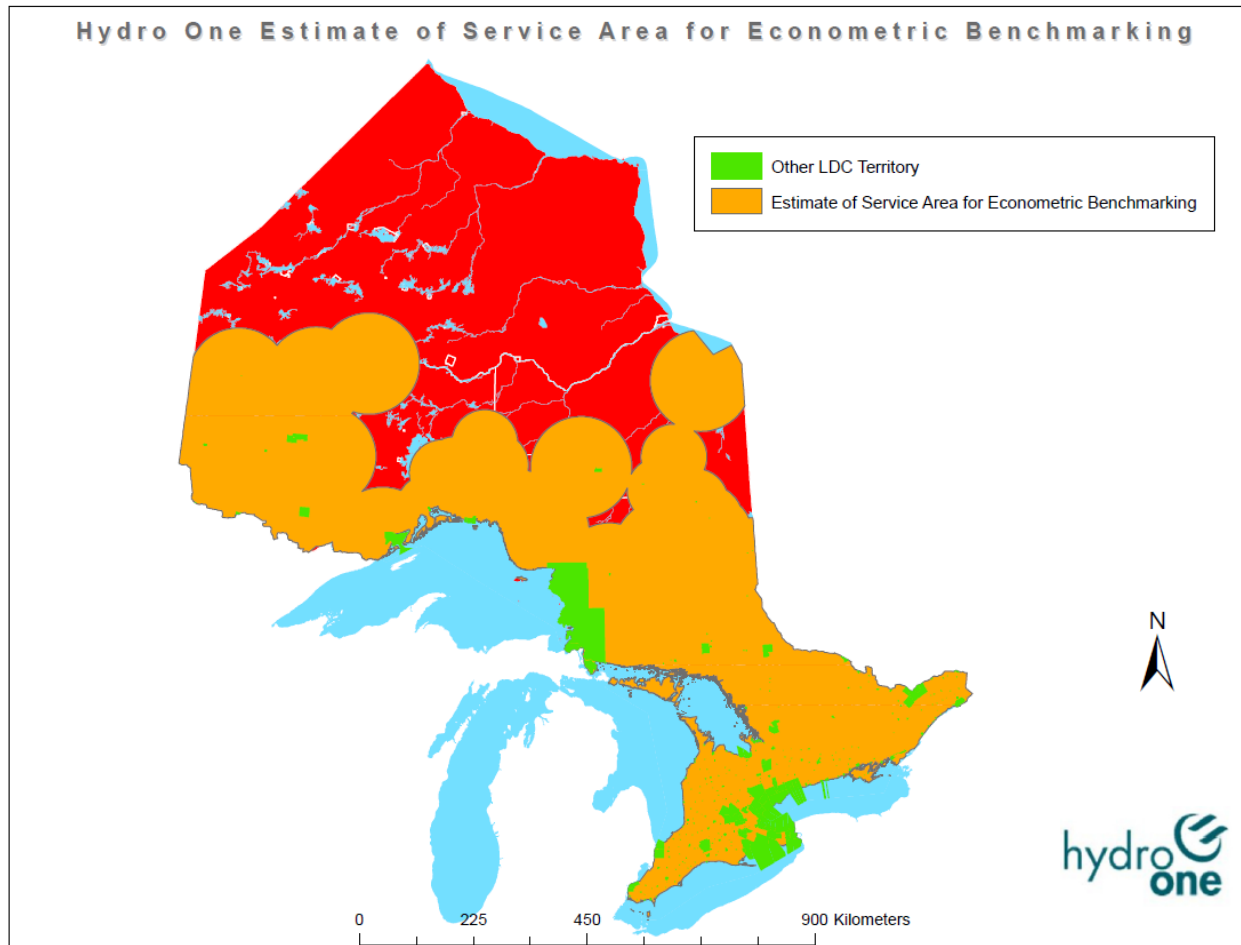 Hydro One Estimate of Service Area for Econometric Benchmarking
Other LDC Territory
Estimate of Service Area for Econometric Benchmarking
N
hydro
one
0 225 450 900 Kilometers